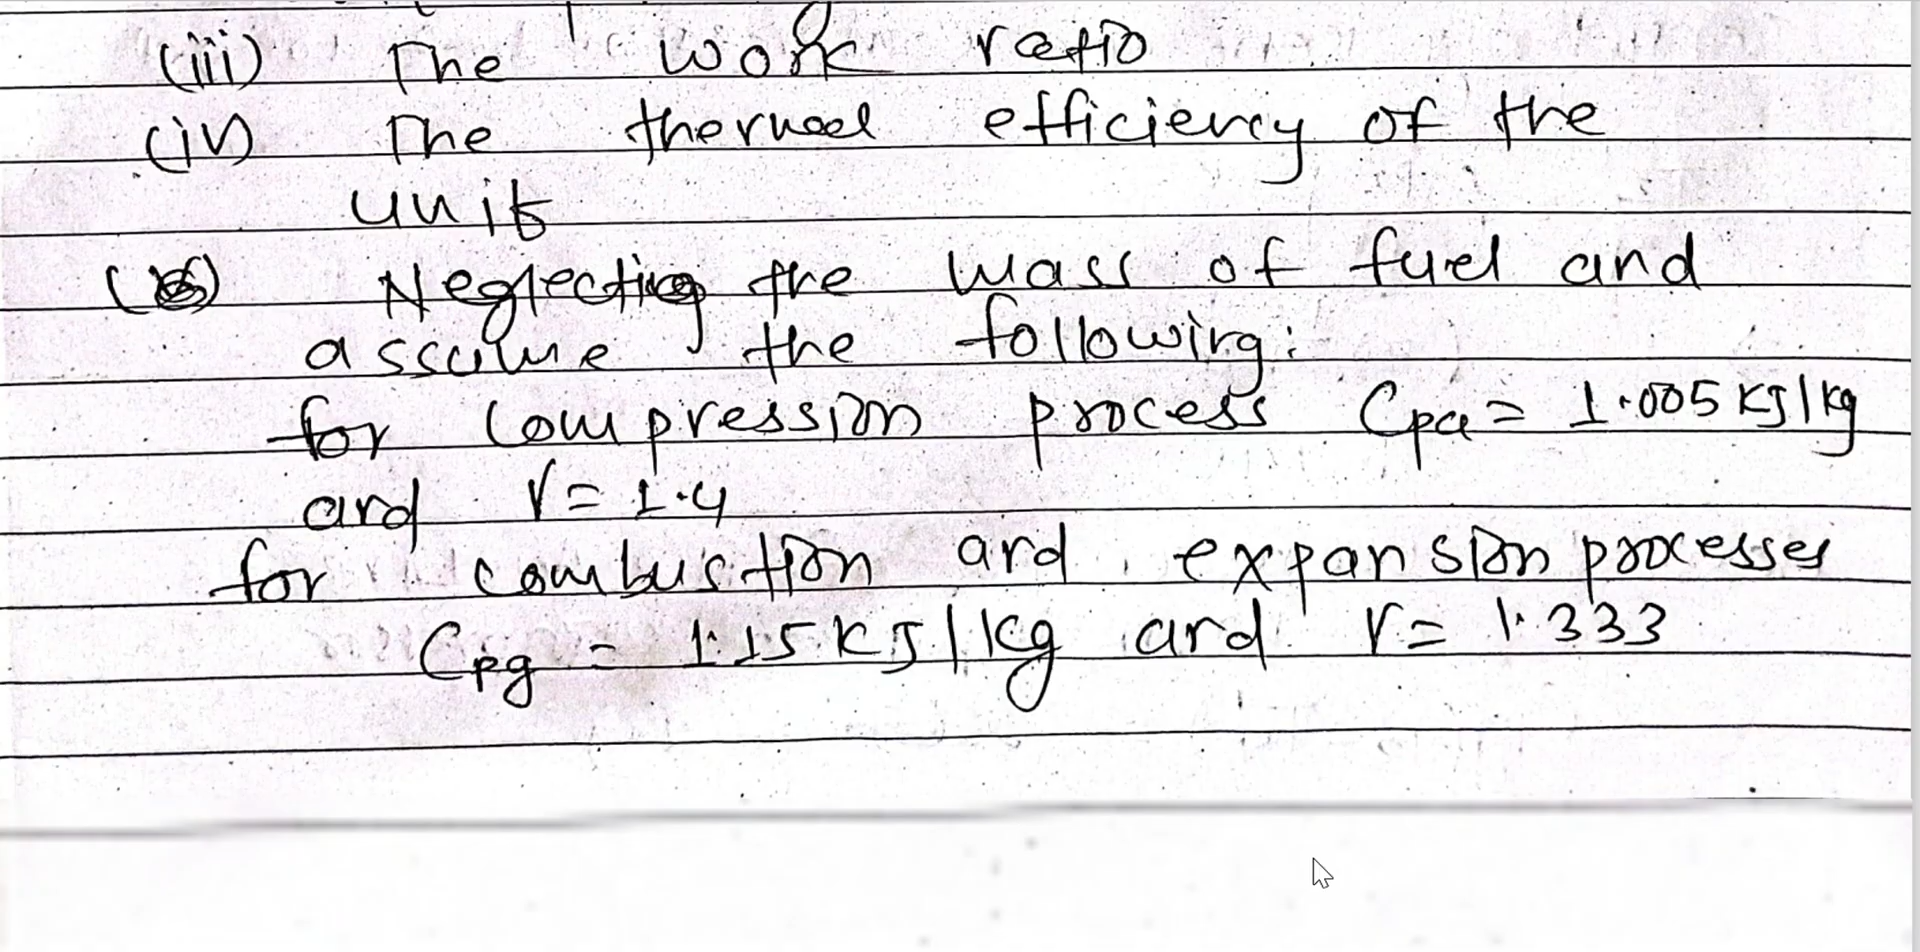 (iii) The work ratio
(iv) The thermal efficiency of the
unit
Neglecting the mass of fuel and
assume the following:
for compression process Cpa = 1.005 KJ/kg
and γ = 1.4
for combustion and expansion processes
Cpg = 1.15 KJ/kg and γ = 1.333